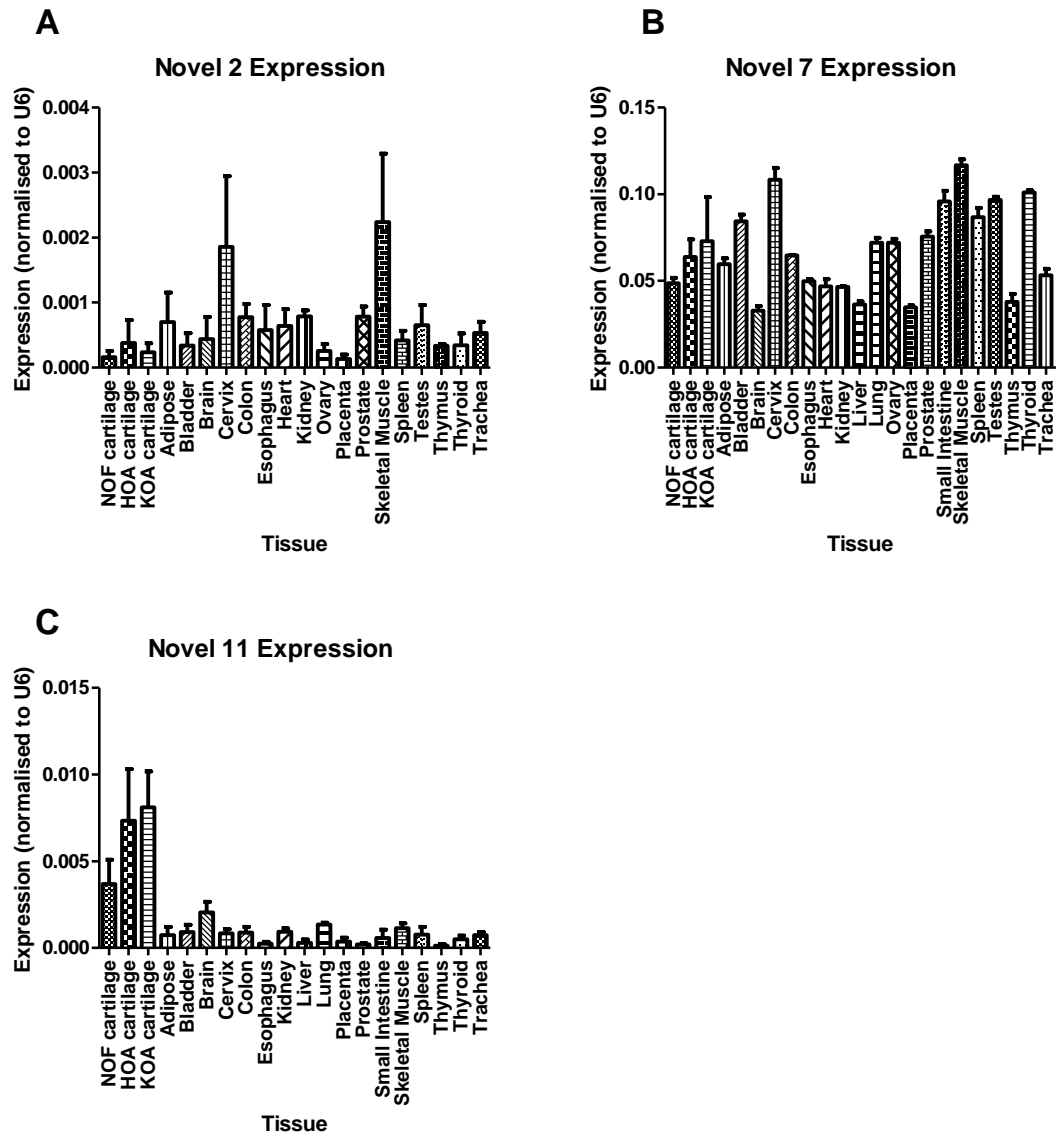 A
Novel 2 Expression
Expression (normalised to U6)
0.004
0.003
0.002
0.001
0.000
NOF cartilage
HOA cartilage
KOA cartilage
Adipose
Bladder
Brain
Cervix
Colon
Esophagus
Heart
Kidney
Ovary
Placenta
Prostate
Skeletal Muscle
Spleen
Testes
Thymus
Thyroid
Trachea
Tissue
B
Novel 7 Expression
Expression (normalised to U6)
0.15
0.10
0.05
0.00
NOF cartilage
HOA cartilage
KOA cartilage
Adipose
Bladder
Brain
Cervix
Colon
Esophagus
Heart
Kidney
Liver
Lung
Ovary
Placenta
Prostate
Small Intestine
Skeletal Muscle
Spleen
Testes
Thymus
Thyroid
Trachea
Tissue
C
Novel 11 Expression
Expression (normalised to U6)
0.015
0.010
0.005
0.000
NOF cartilage
HOA cartilage
KOA cartilage
Adipose
Bladder
Brain
Cervix
Colon
Esophagus
Kidney
Liver
Lung
Placenta
Prostate
Small Intestine
Skeletal Muscle
Spleen
Thymus
Thyroid
Trachea
Tissue